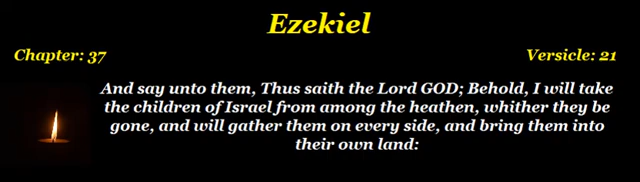 Ezekiel
Chapter: 37 Versicle: 21
And say unto them, Thus saith the Lord GOD; Behold, I will take
the children of Israel from among the heathen, whither they be
gone, and will gather them on every side, and bring them into
their own land: